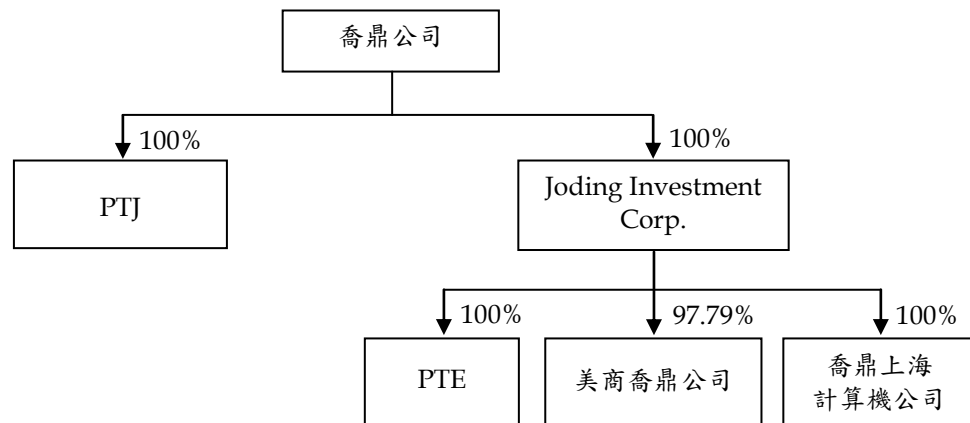 喬鼎公司
100%
100%
PTJ
Joding Investment
Corp.
100%
97.79%
100%
PTE
美商喬鼎公司
喬鼎上海
計算機公司